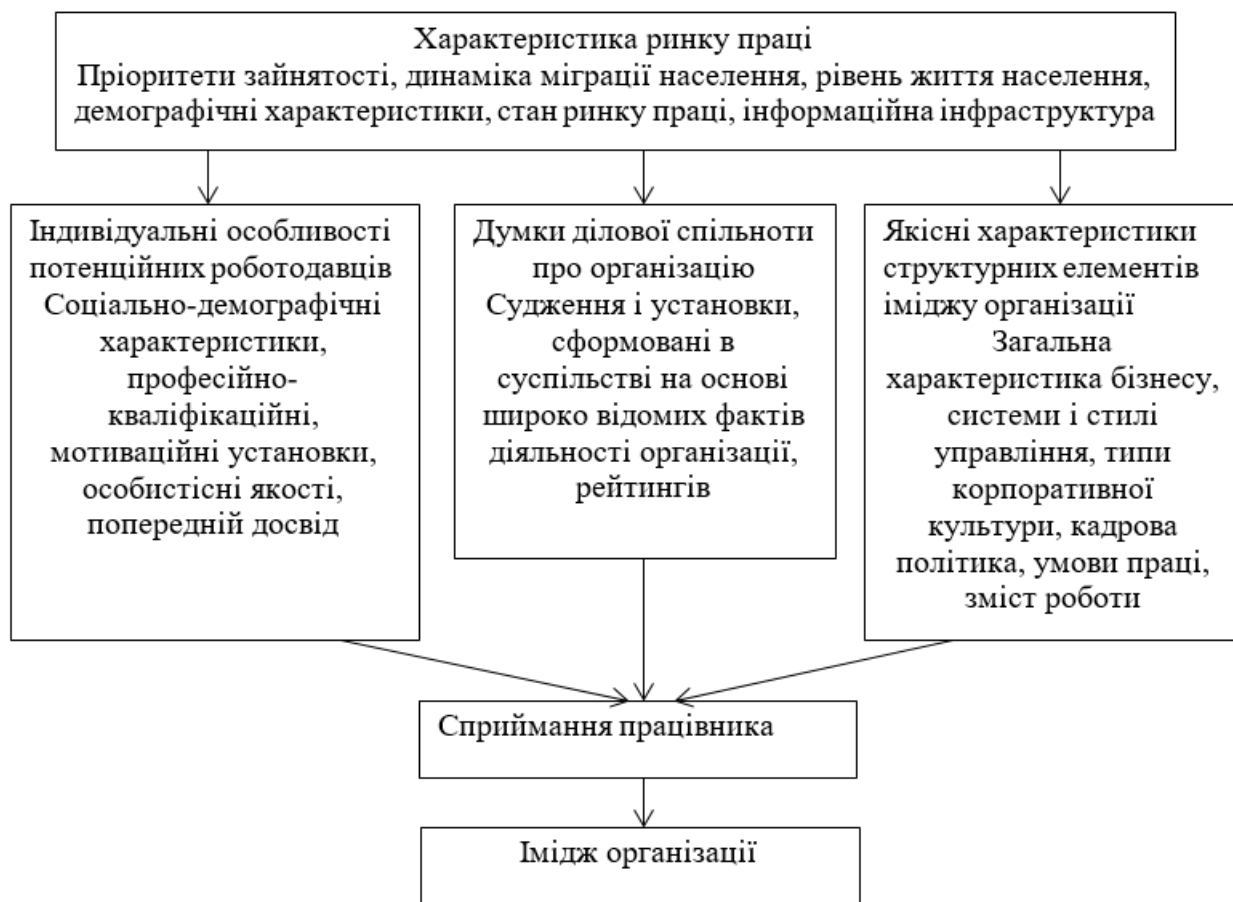 Характеристика ринку праці
Пріоритети зайнятості, динаміка міграції населення, рівень життя населення,
демографічні характеристики, стан ринку праці, інформаційна інфраструктура
Індивідуальні особливості
потенційних роботодавців
Соціально-демографічні
характеристики,
професійно-
кваліфікаційні,
мотиваційні установки,
особистісні якості,
попередній досвід
Думки ділової спільноти
про організацію
Судження і установки,
сформовані в
суспільстві на основі
широко відомих фактів
діяльності організації,
рейтингів
Якісні характеристики
структурних елементів
іміджу організації
Загальна
характеристика бізнесу,
системи і стилі
управління, типи
корпоративної
культури, кадрова
політика, умови праці,
зміст роботи
Сприймання працівника
Імідж організації